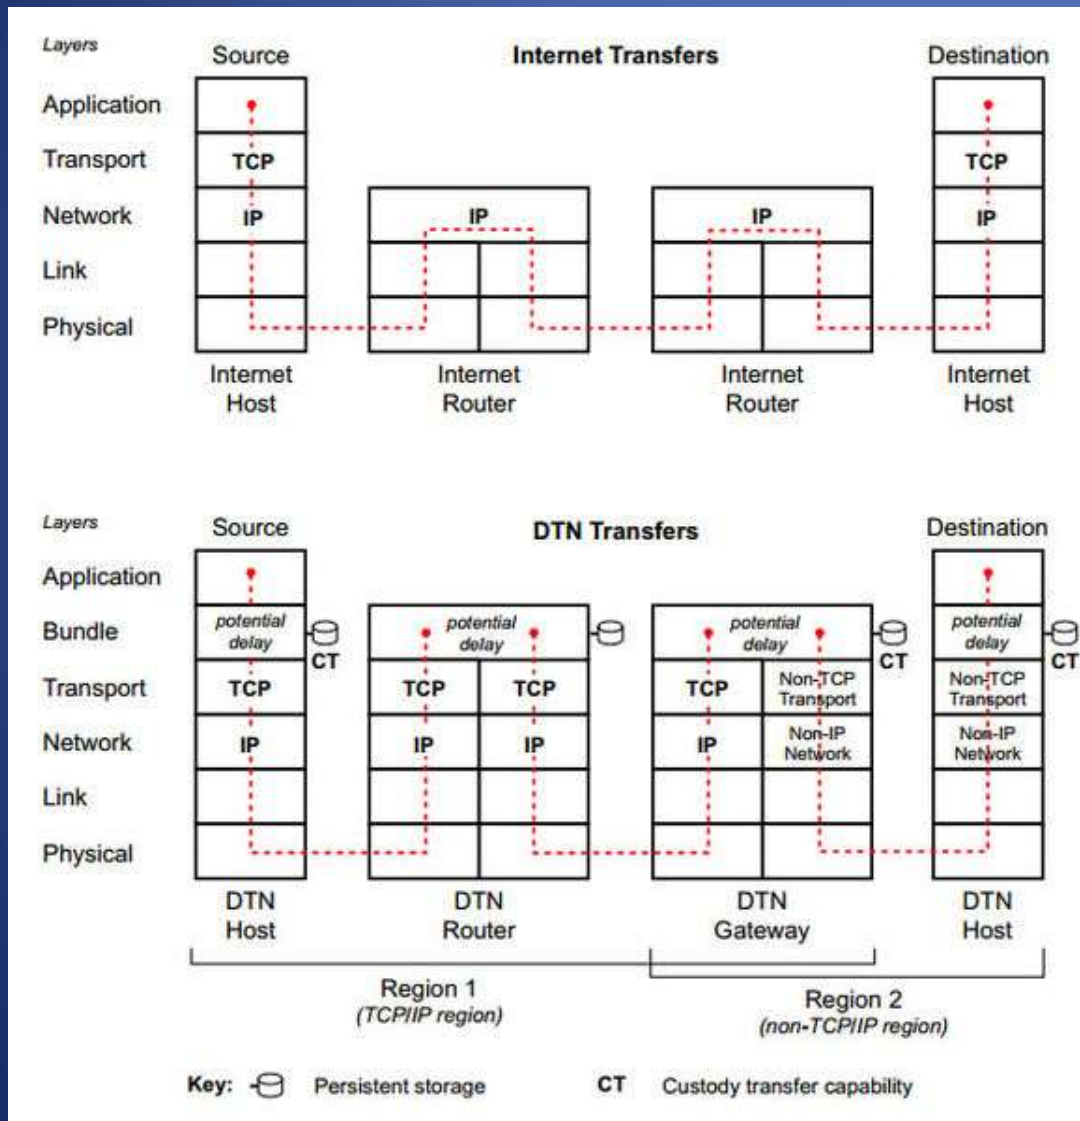 Layers
Source
Internet Transfers
Destination
Application
Transport
TCP
TCP
Network
IP
IP
IP
IP
Link
Physical
Internet Host
Internet Router
Internet Router
Internet Host
Layers
Source
DTN Transfers
Destination
Application
Bundle
potential delay
CT
potential delay
potential delay
CT
potential delay
CT
Transport
TCP
TCP
TCP
TCP
Non-TCP Transport
Non-TCP Transport
Network
IP
IP
IP
IP
Non-IP Network
Non-IP Network
Link
Physical
DTN Host
DTN Router
DTN Gateway
DTN Host
Region 1
(TCP/IP region)
Region 2
(non-TCP/IP region)
Key:
Persistent storage
CT
Custody transfer capability